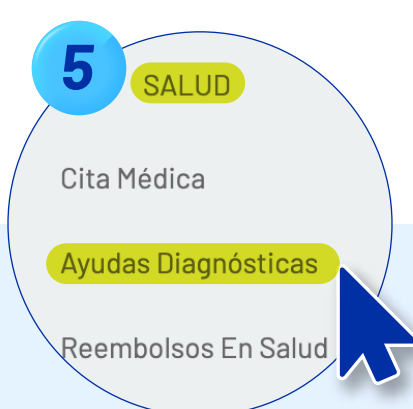 5
SALUD
Cita Médica
Ayudas Diagnósticas
Reembolsos En Salud